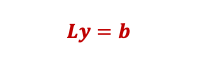 Ly = b